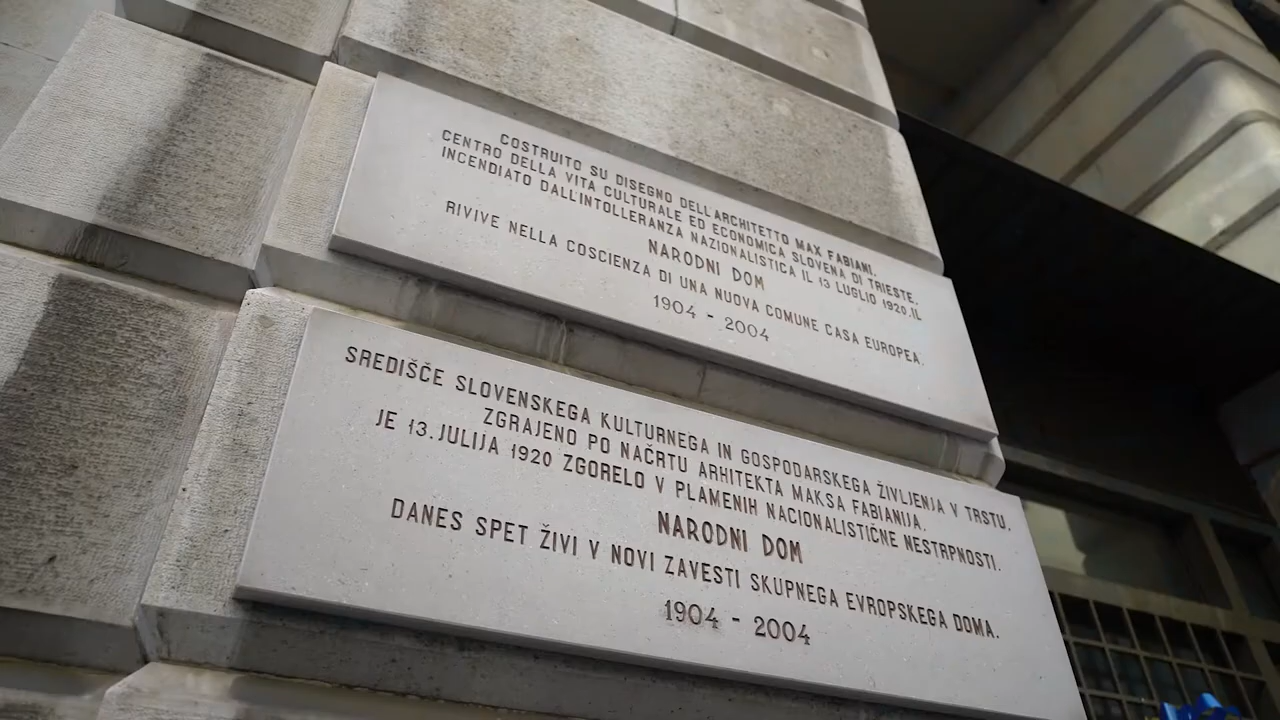 COSTRUITO SU DISEGNO DELL'ARCHITETTO MAX FABIANI.
CENTRO DELLA VITA CULTURALE ED ECONOMICA SLOVENA DI TRIESTE.
INCENDIATO DALL'INTOLLERANZA NAZIONALISTICA IL 13 LUGLIO 1920.IL
NARODNI DOM
RIVIVE NELLA COSCIENZA DI UNA NUOVA COMUNE CASA EUROPEA.
1904 - 2004
SREDIŠČE SLOVENSKEGA KULTURNEGA IN GOSPODARSKEGA ŽIVLJENJA V TRSTU,
ZGRAJENO PO NAČRTU ARHITEKTA MAKSA FABIANIJA.
JE 13. JULIJA 1920 ZGORELO V PLAMENIH NACIONALISTIČNE NESTRPNOSTI.
NARODNI DOM
DANES SPET ŽIVI V NOVI ZAVESTI SKUPNEGA EVROPSKEGA DOMA.
1904 - 2004